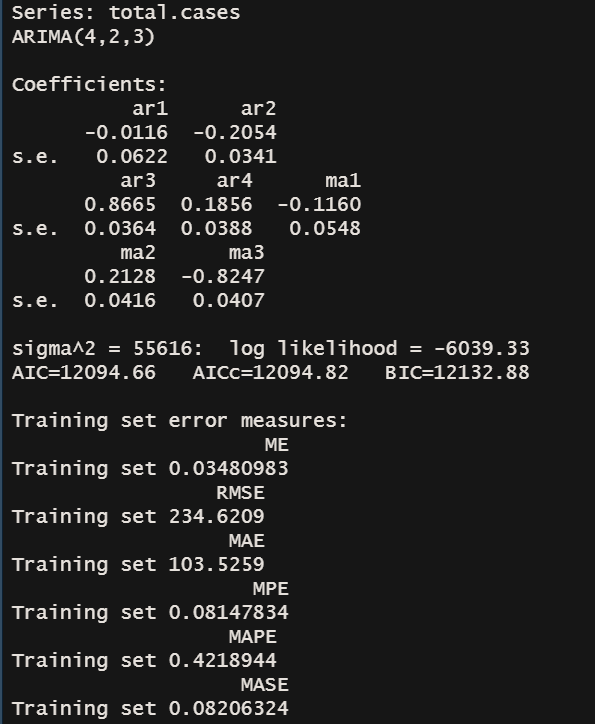 Series: total.cases
ARIMA(4,2,3)
Coefficients:
ar1 ar2
-0.0116 -0.2054
s.e. 0.0622 0.0341
ar3 ar4 ma1
0.8665 0.1856 -0.1160
s.e. 0.0364 0.0388 0.0548
ma2 ma3
0.2128 -0.8247
s.e. 0.0416 0.0407
sigma^2 = 55616: log likelihood = -6039.33
AIC=12094.66 AICc=12094.82 BIC=12132.88
Training set error measures:
ME
Training set 0.03480983
RMSE
Training set 234.6209
MAE
Training set 103.5259
MPE
Training set 0.08147834
MAPE
Training set 0.4218944
MASE
Training set 0.08206324